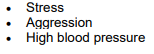 • Stress
• Aggression
• High blood pressure